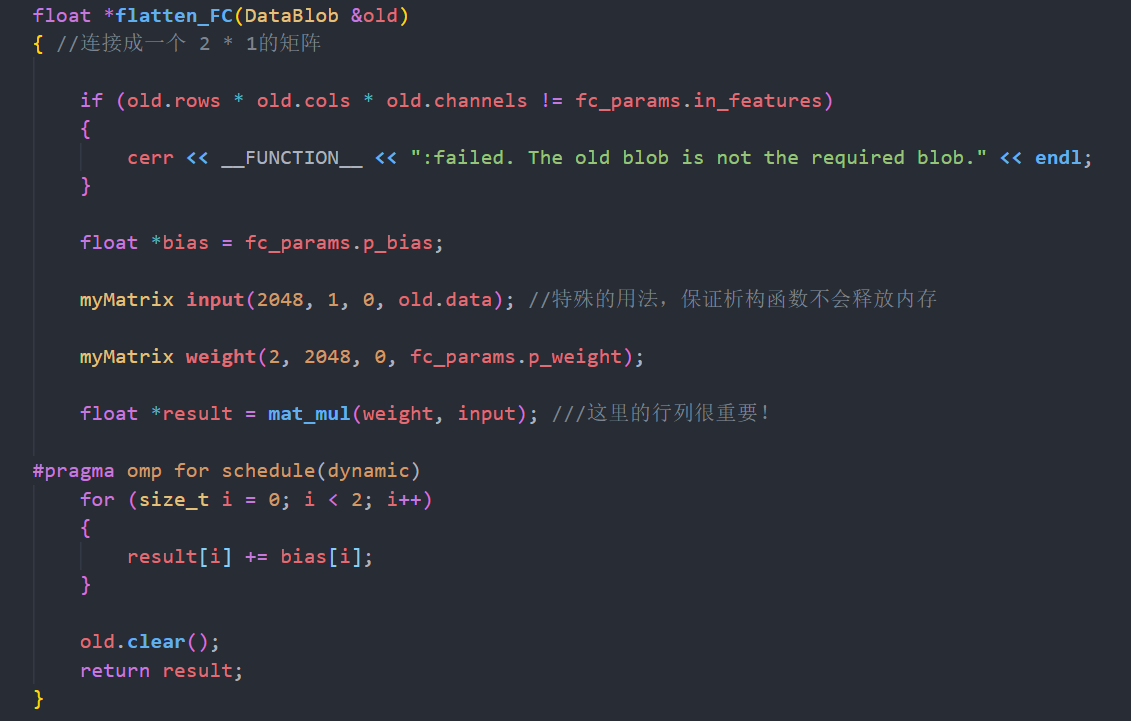 float *flatten_FC(DataBlob &old)
{ //连接成一个 2 * 1的矩阵
if (old.rows * old.cols * old.channels != fc_params.in_features)
{
cerr << __FUNCTION__ << ":failed. The old blob is not the required blob." << endl;
}
float *bias = fc_params.p_bias;
myMatrix input(2048, 1, 0, old.data); //特殊的用法，保证析构函数不会释放内存
myMatrix weight(2, 2048, 0, fc_params.p_weight);
float *result = mat_mul(weight, input); ///这里的行列很重要！
#pragma omp for schedule(dynamic)
for (size_t i = 0; i < 2; i++)
{
result[i] += bias[i];
}
old.clear();
return result;
}